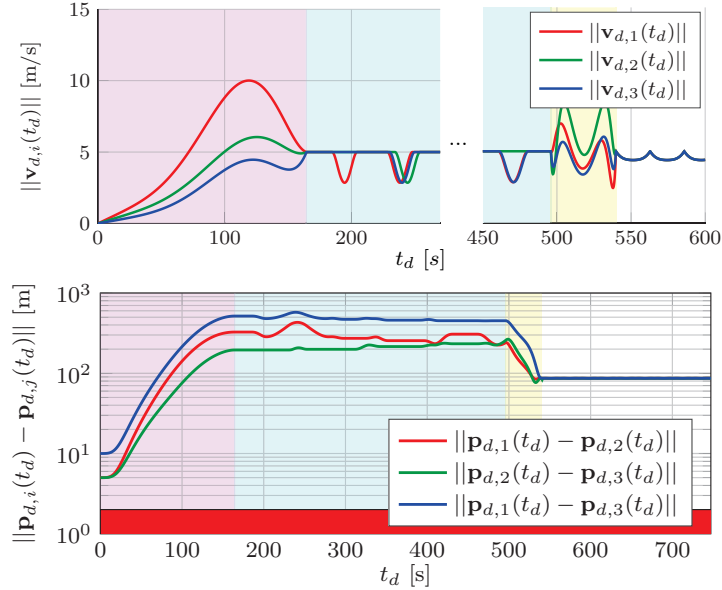 ||v_{d,i}(t_d)|| [m/s]
15
10
5
0
||v_{d,1}(t_d)||
||v_{d,2}(t_d)||
||v_{d,3}(t_d)||
...
0 100 200 450 500 550 600
t_d [s] t_d [s]
||p_{d,i}(t_d) − p_{d,j}(t_d)|| [m]
10^3
10^2
10^1
10^0
||p_{d,1}(t_d) − p_{d,2}(t_d)||
||p_{d,2}(t_d) − p_{d,3}(t_d)||
||p_{d,1}(t_d) − p_{d,3}(t_d)||
0 100 200 300 400 500 600 700
t_d [s]